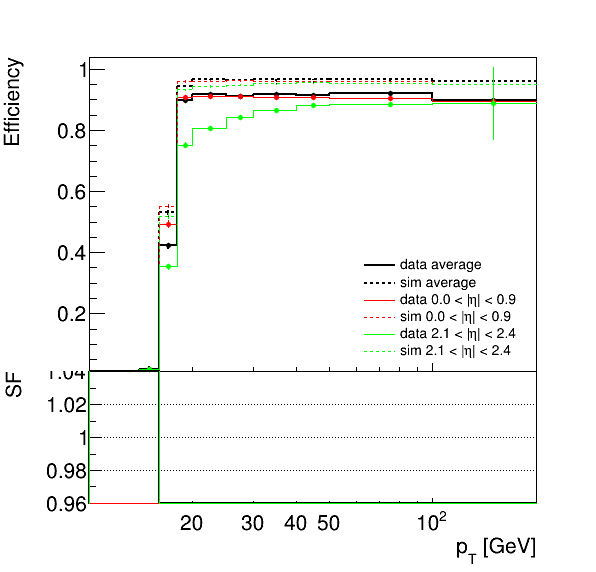 Efficiency
1
0.8
0.6
0.4
0.2
data average
sim average
data 0.0 < |η| < 0.9
sim 0.0 < |η| < 0.9
data 2.1 < |η| < 2.4
sim 2.1 < |η| < 2.4
SF
1.04
1.02
1
0.98
0.96
20 30 40 50 10²
p_T [GeV]